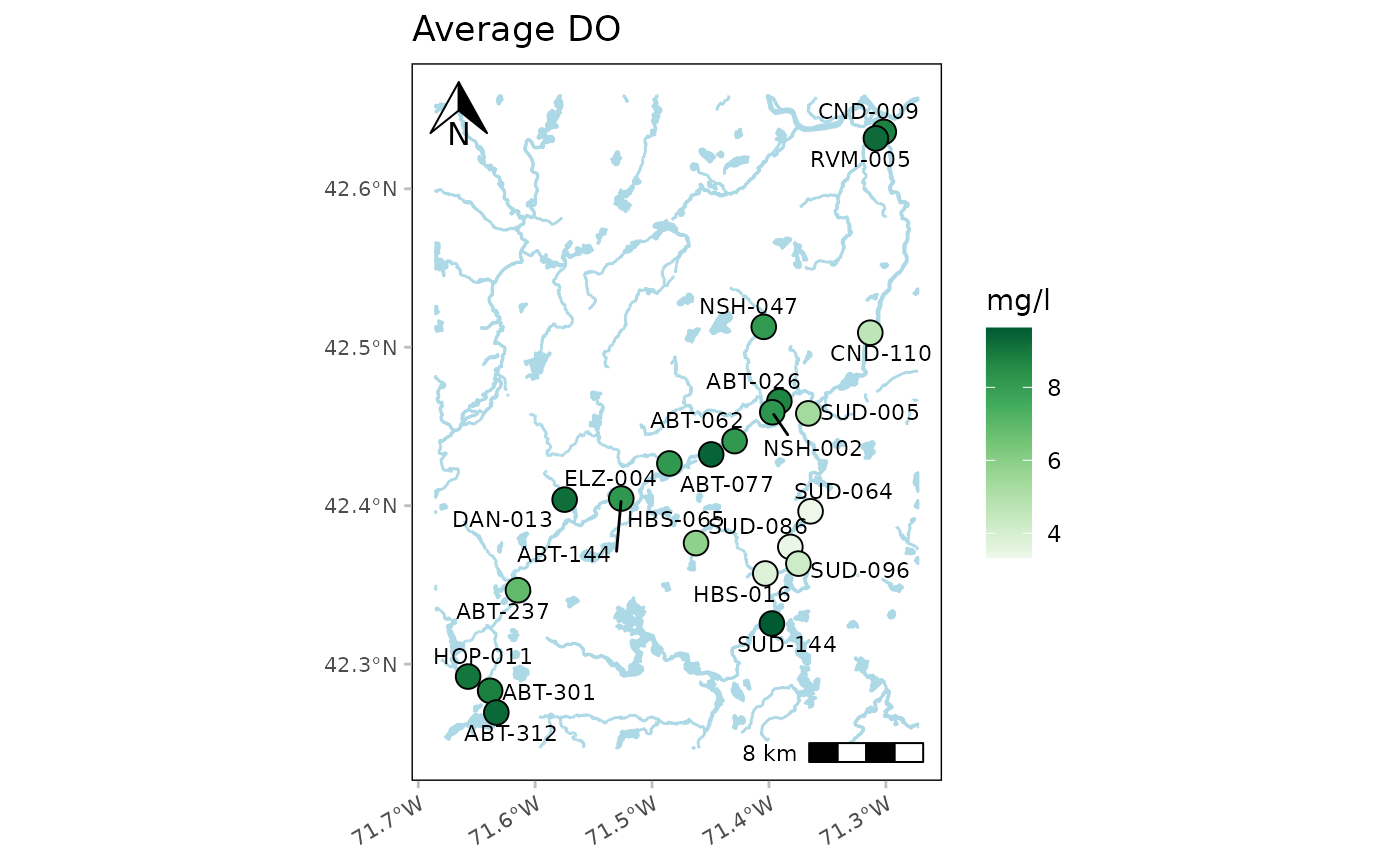 Average DO
N
CND-009
RVM-005
42.6°N
NSH-047
mg/l
42.5°N
CND-110
ABT-026
8
SUD-005
ABT-062
NSH-002
6
ELZ-004
ABT-077
SUD-064
42.4°N
DAN-013
HBS-065
SUD-086
4
ABT-144
SUD-096
HBS-016
ABT-237
SUD-144
HOP-011
42.3°N
ABT-301
ABT-312
8 km
71.7°W
71.6°W
71.5°W
71.4°W
71.3°W